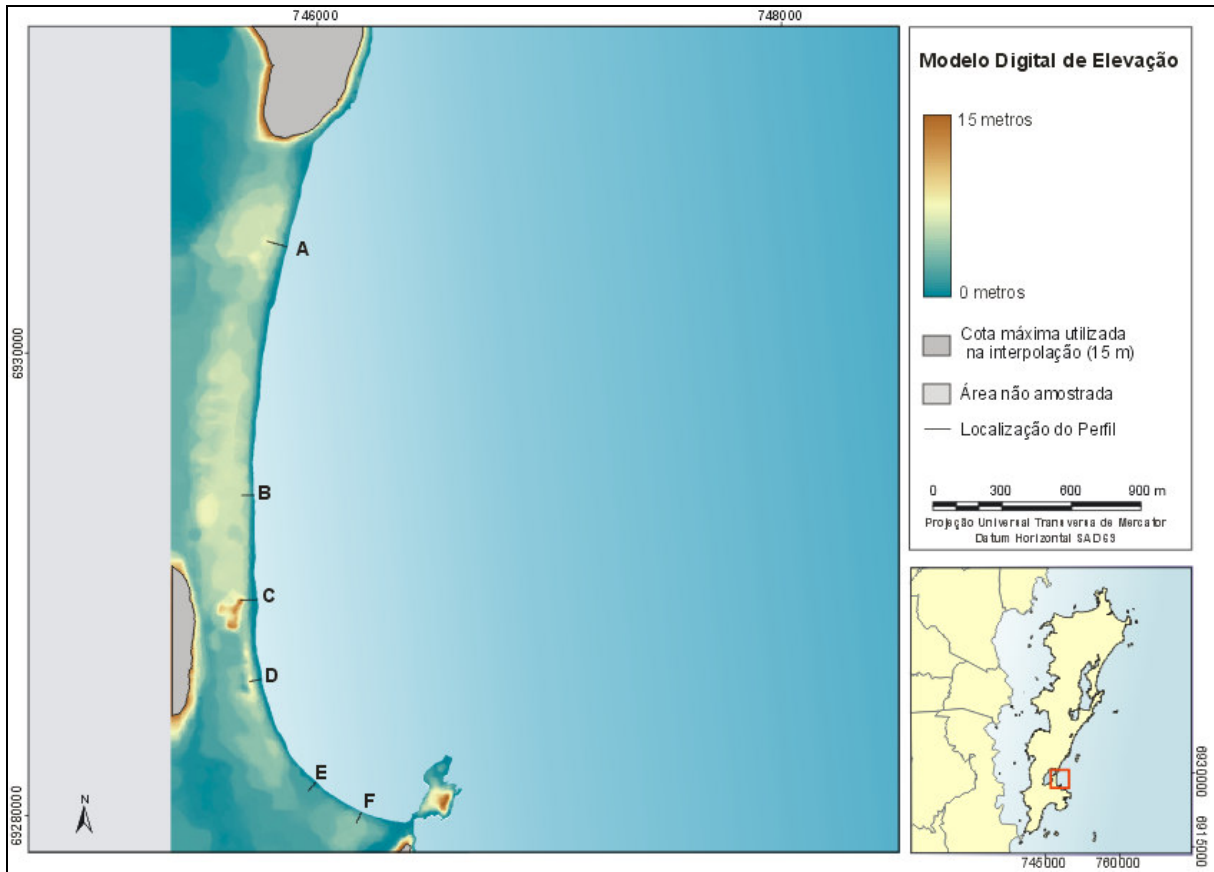 746000
748000
6930000
69280000
A
B
C
D
E
F
N
Modelo Digital de Elevação
15 metros
0 metros
Cota máxima utilizada
na interpolação (15 m)
Área não amostrada
Localização do Perfil
0 300 600 900 m
Projeção Universal Transversa de Mercator
Datum Horizontal SAD69
6930000
6915000
745000
760000